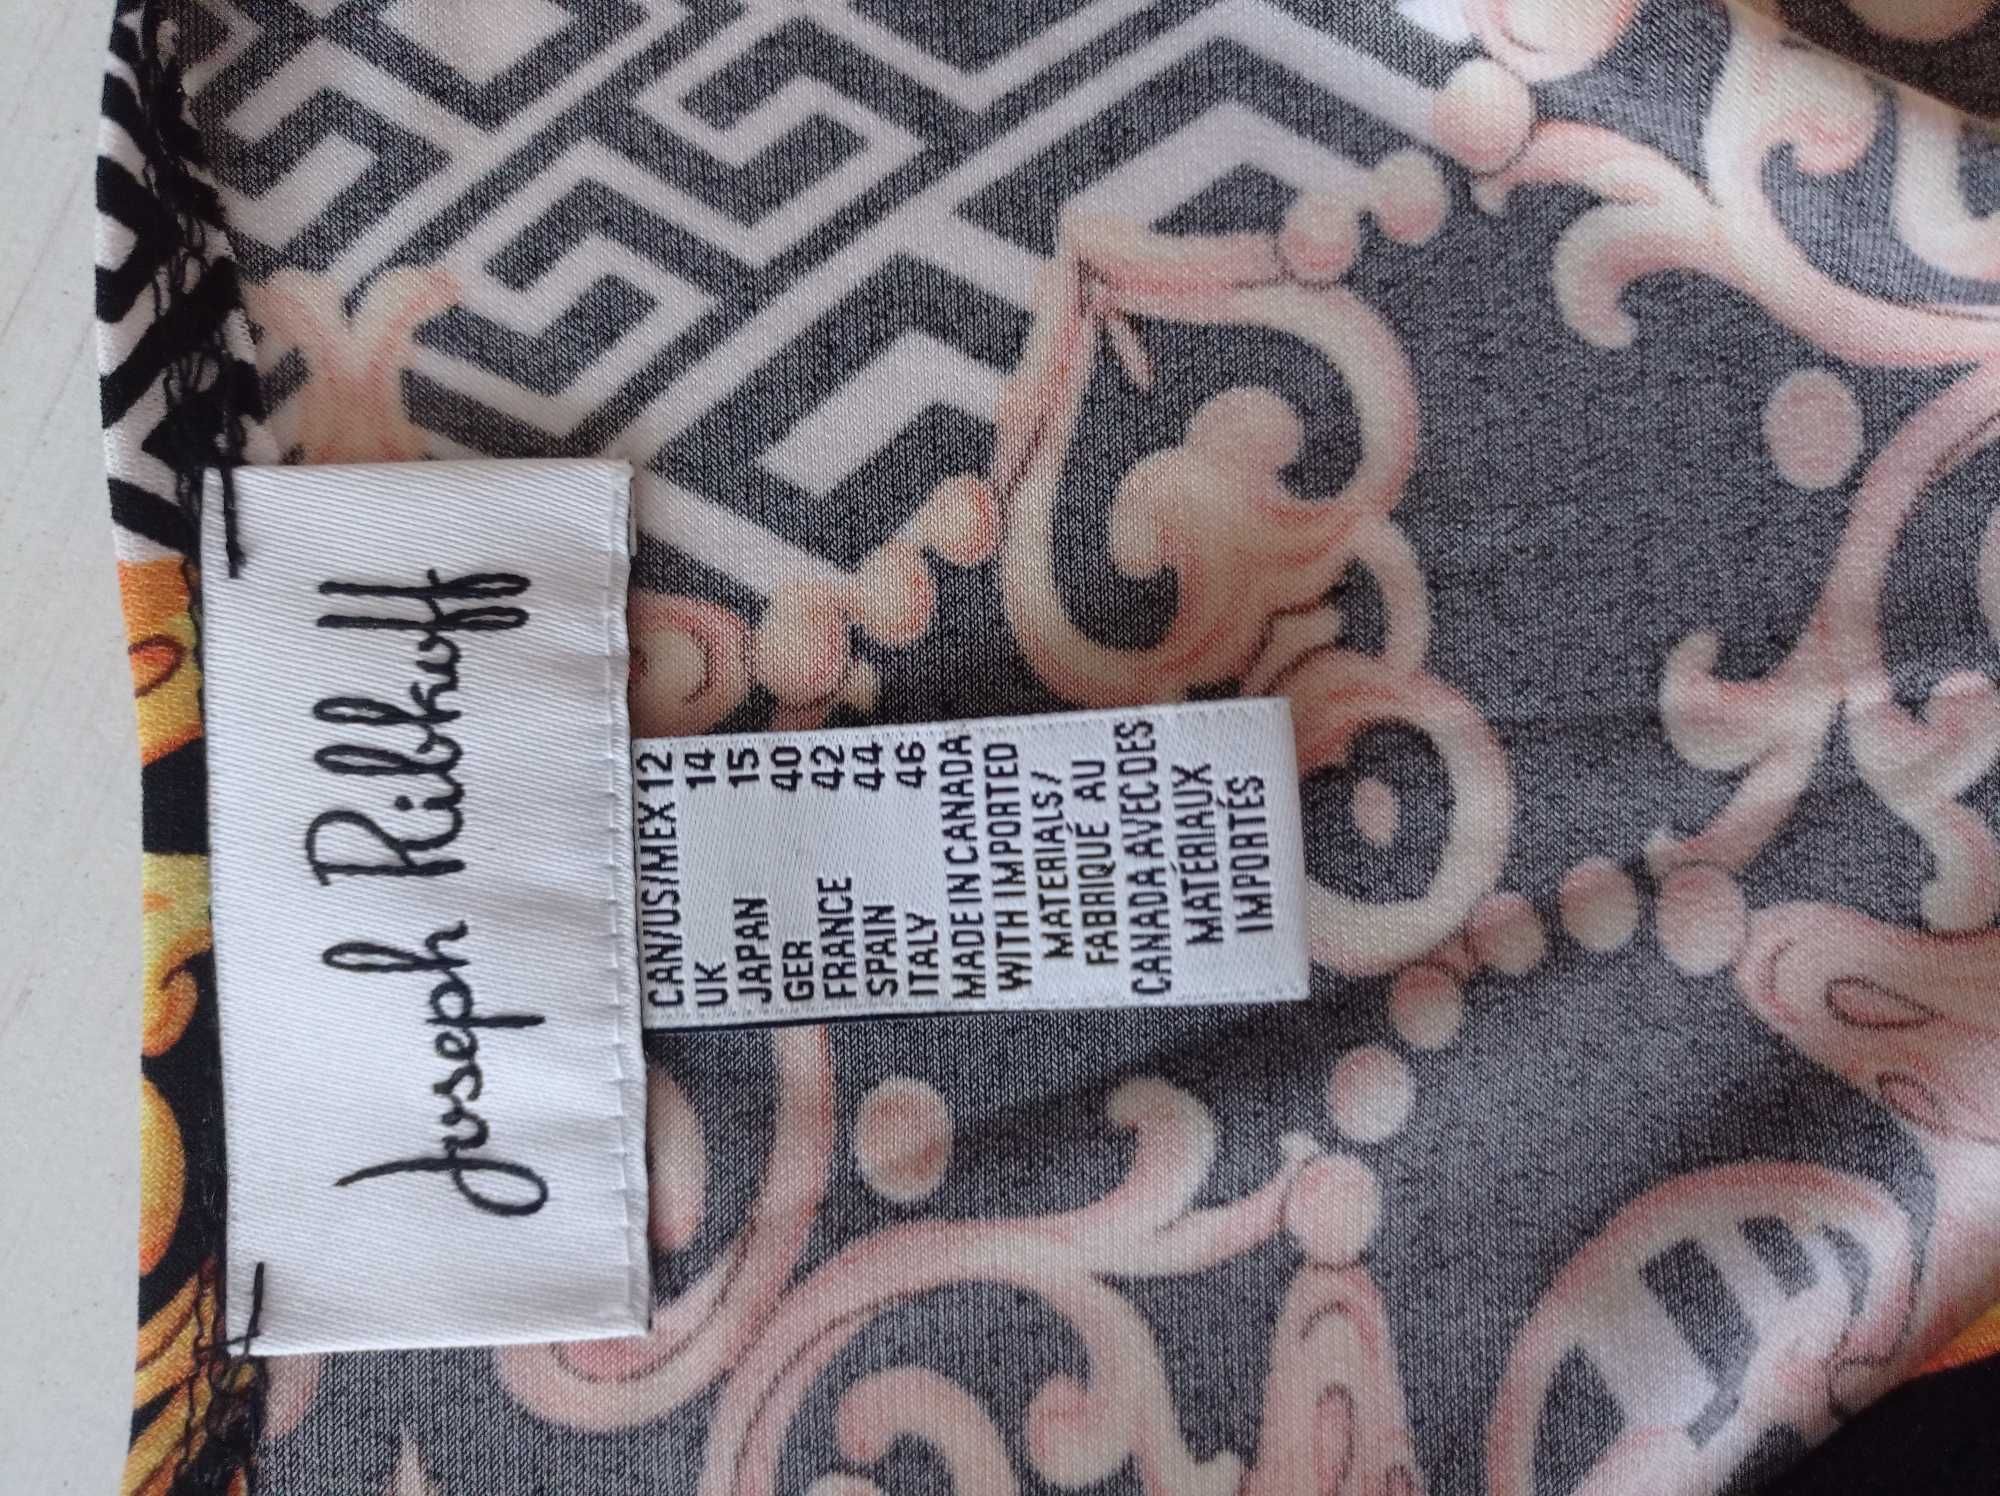 Joseph Ribkoff
CAN/US/MEX 12
UK 14
JAPAN 15
GER 40
FRANCE 42
SPAIN 44
ITALY 46
MADE IN CANADA
WITH IMPORTED
MATERIALS/
FABRIQUÉ AU
CANADA AVEC DES
MATÉRIAUX
IMPORTÉS